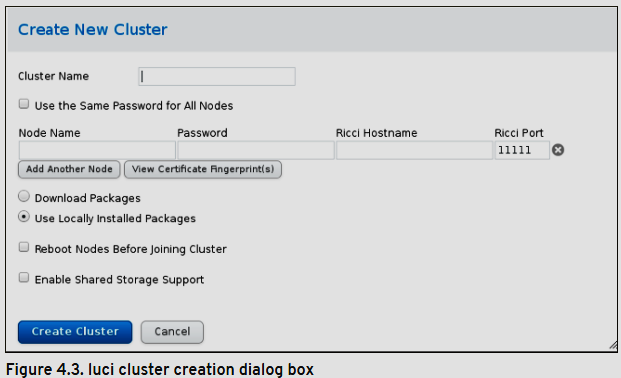 Create New Cluster
Cluster Name
Use the Same Password for All Nodes
Node Name Password Ricci Hostname Ricci Port
11111
Add Another Node View Certificate Fingerprint(s)
Download Packages
Use Locally Installed Packages
Reboot Nodes Before Joining Cluster
Enable Shared Storage Support
Create Cluster Cancel
Figure 4.3. luci cluster creation dialog box